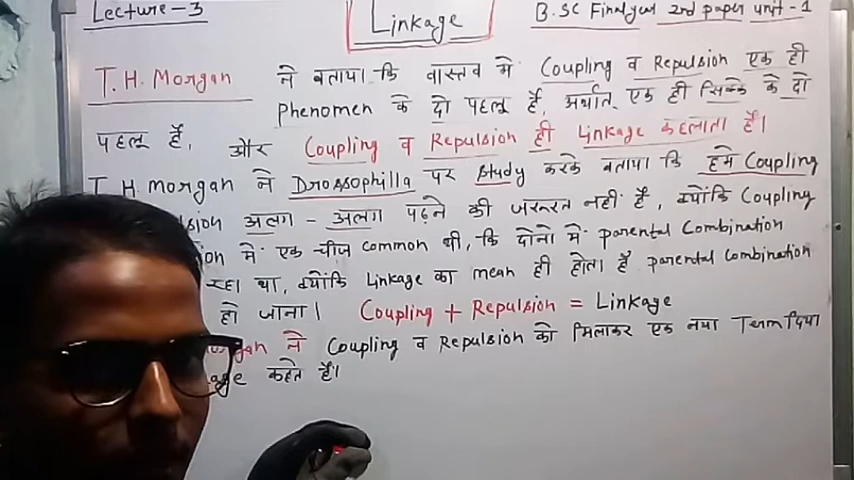 Lecture-3
Linkage
B.SC Final year 2nd paper unit-1
T.H. Morgan ने बताया कि वास्तव में Coupling व Repulsion एक ही
Phenomen के दो पहलू हैं, अर्थात एक ही सिक्के के दो
पहलू हैं, और Coupling व Repulsion ही Linkage कहलाता है।
T.H. morgan ने Drossophilla पर study करके बताया कि हमे Coupling
अलग - अलग पढ़ने की जरूरत नहीं है, क्योंकि Coupling
में एक चीज common थी, कि दोनो में parental Combination
रहा था, क्योंकि Linkage का mean ही होता है parental Combination
हो जाना। Coupling + Repulsion = Linkage
ने Coupling व Repulsion को मिलाकर एक नया Term दिया
कहते हैं।